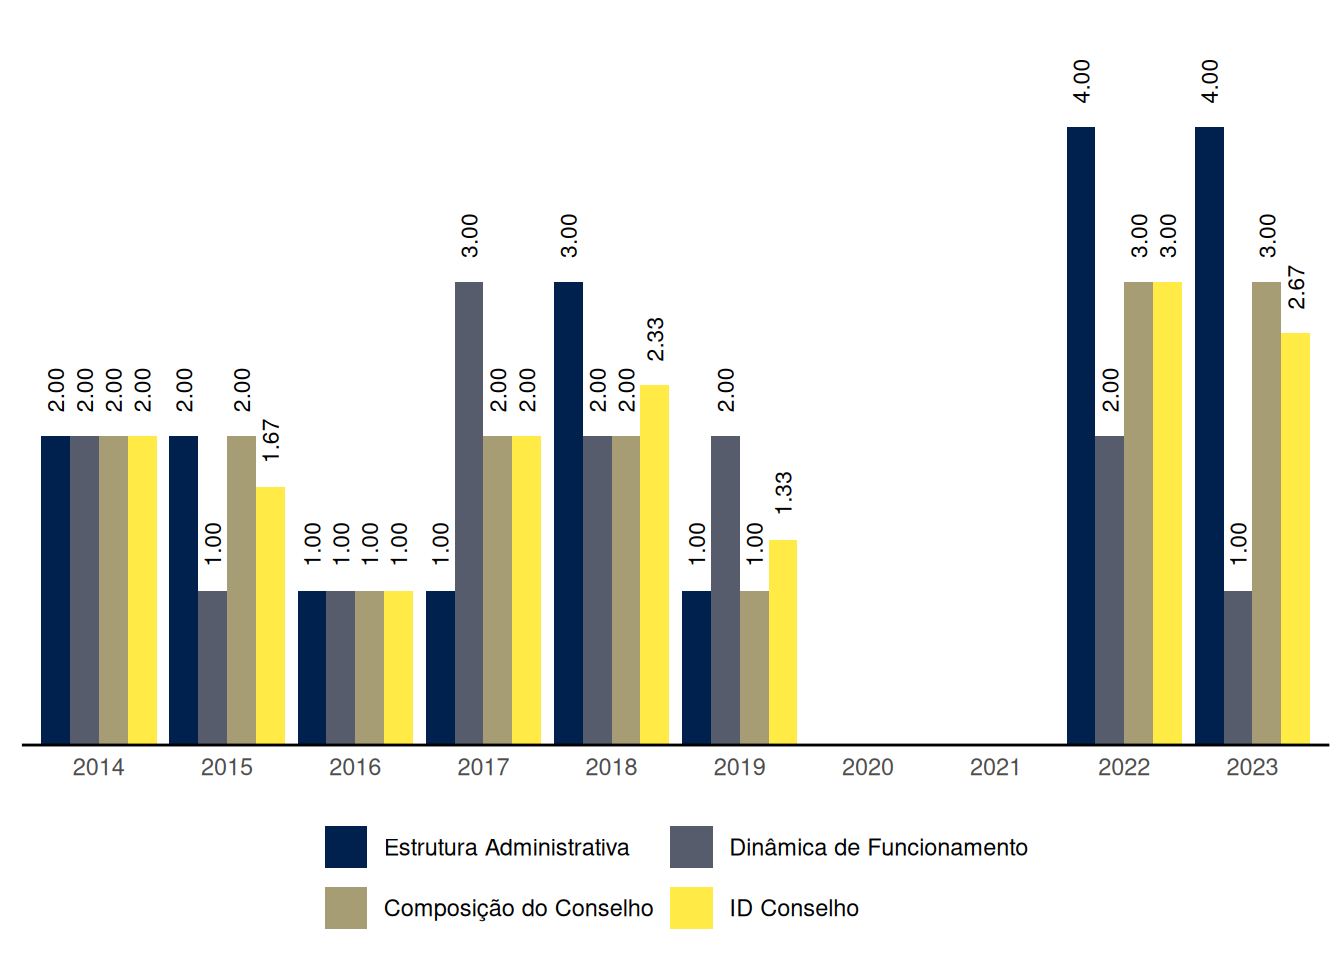 4.00 4.00
3.00 3.00 3.00 3.00 3.00
2.67
2.33
2.00 2.00 2.00 2.00 2.00 2.00 2.00 2.00 2.00 2.00 2.00 2.00
1.67
1.33
1.00 1.00 1.00 1.00 1.00 1.00 1.00 1.00 1.00
2014 2015 2016 2017 2018 2019 2020 2021 2022 2023
Estrutura Administrativa Dinâmica de Funcionamento
Composição do Conselho ID Conselho